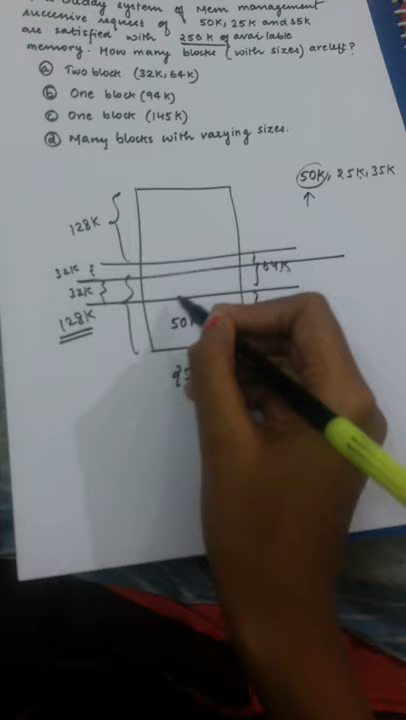 Buddy system of Mem management
successive request of 50K, 25K and 35K
are satisfied with 256K of available
memory. How many blocks (with sizes) are left?
(a) Two block (32K, 64K)
(b) One block (94K)
(c) One block (145K)
(d) Many blocks with varying sizes.
50K, 25K, 35K
128K
32K
64K
32K
128K